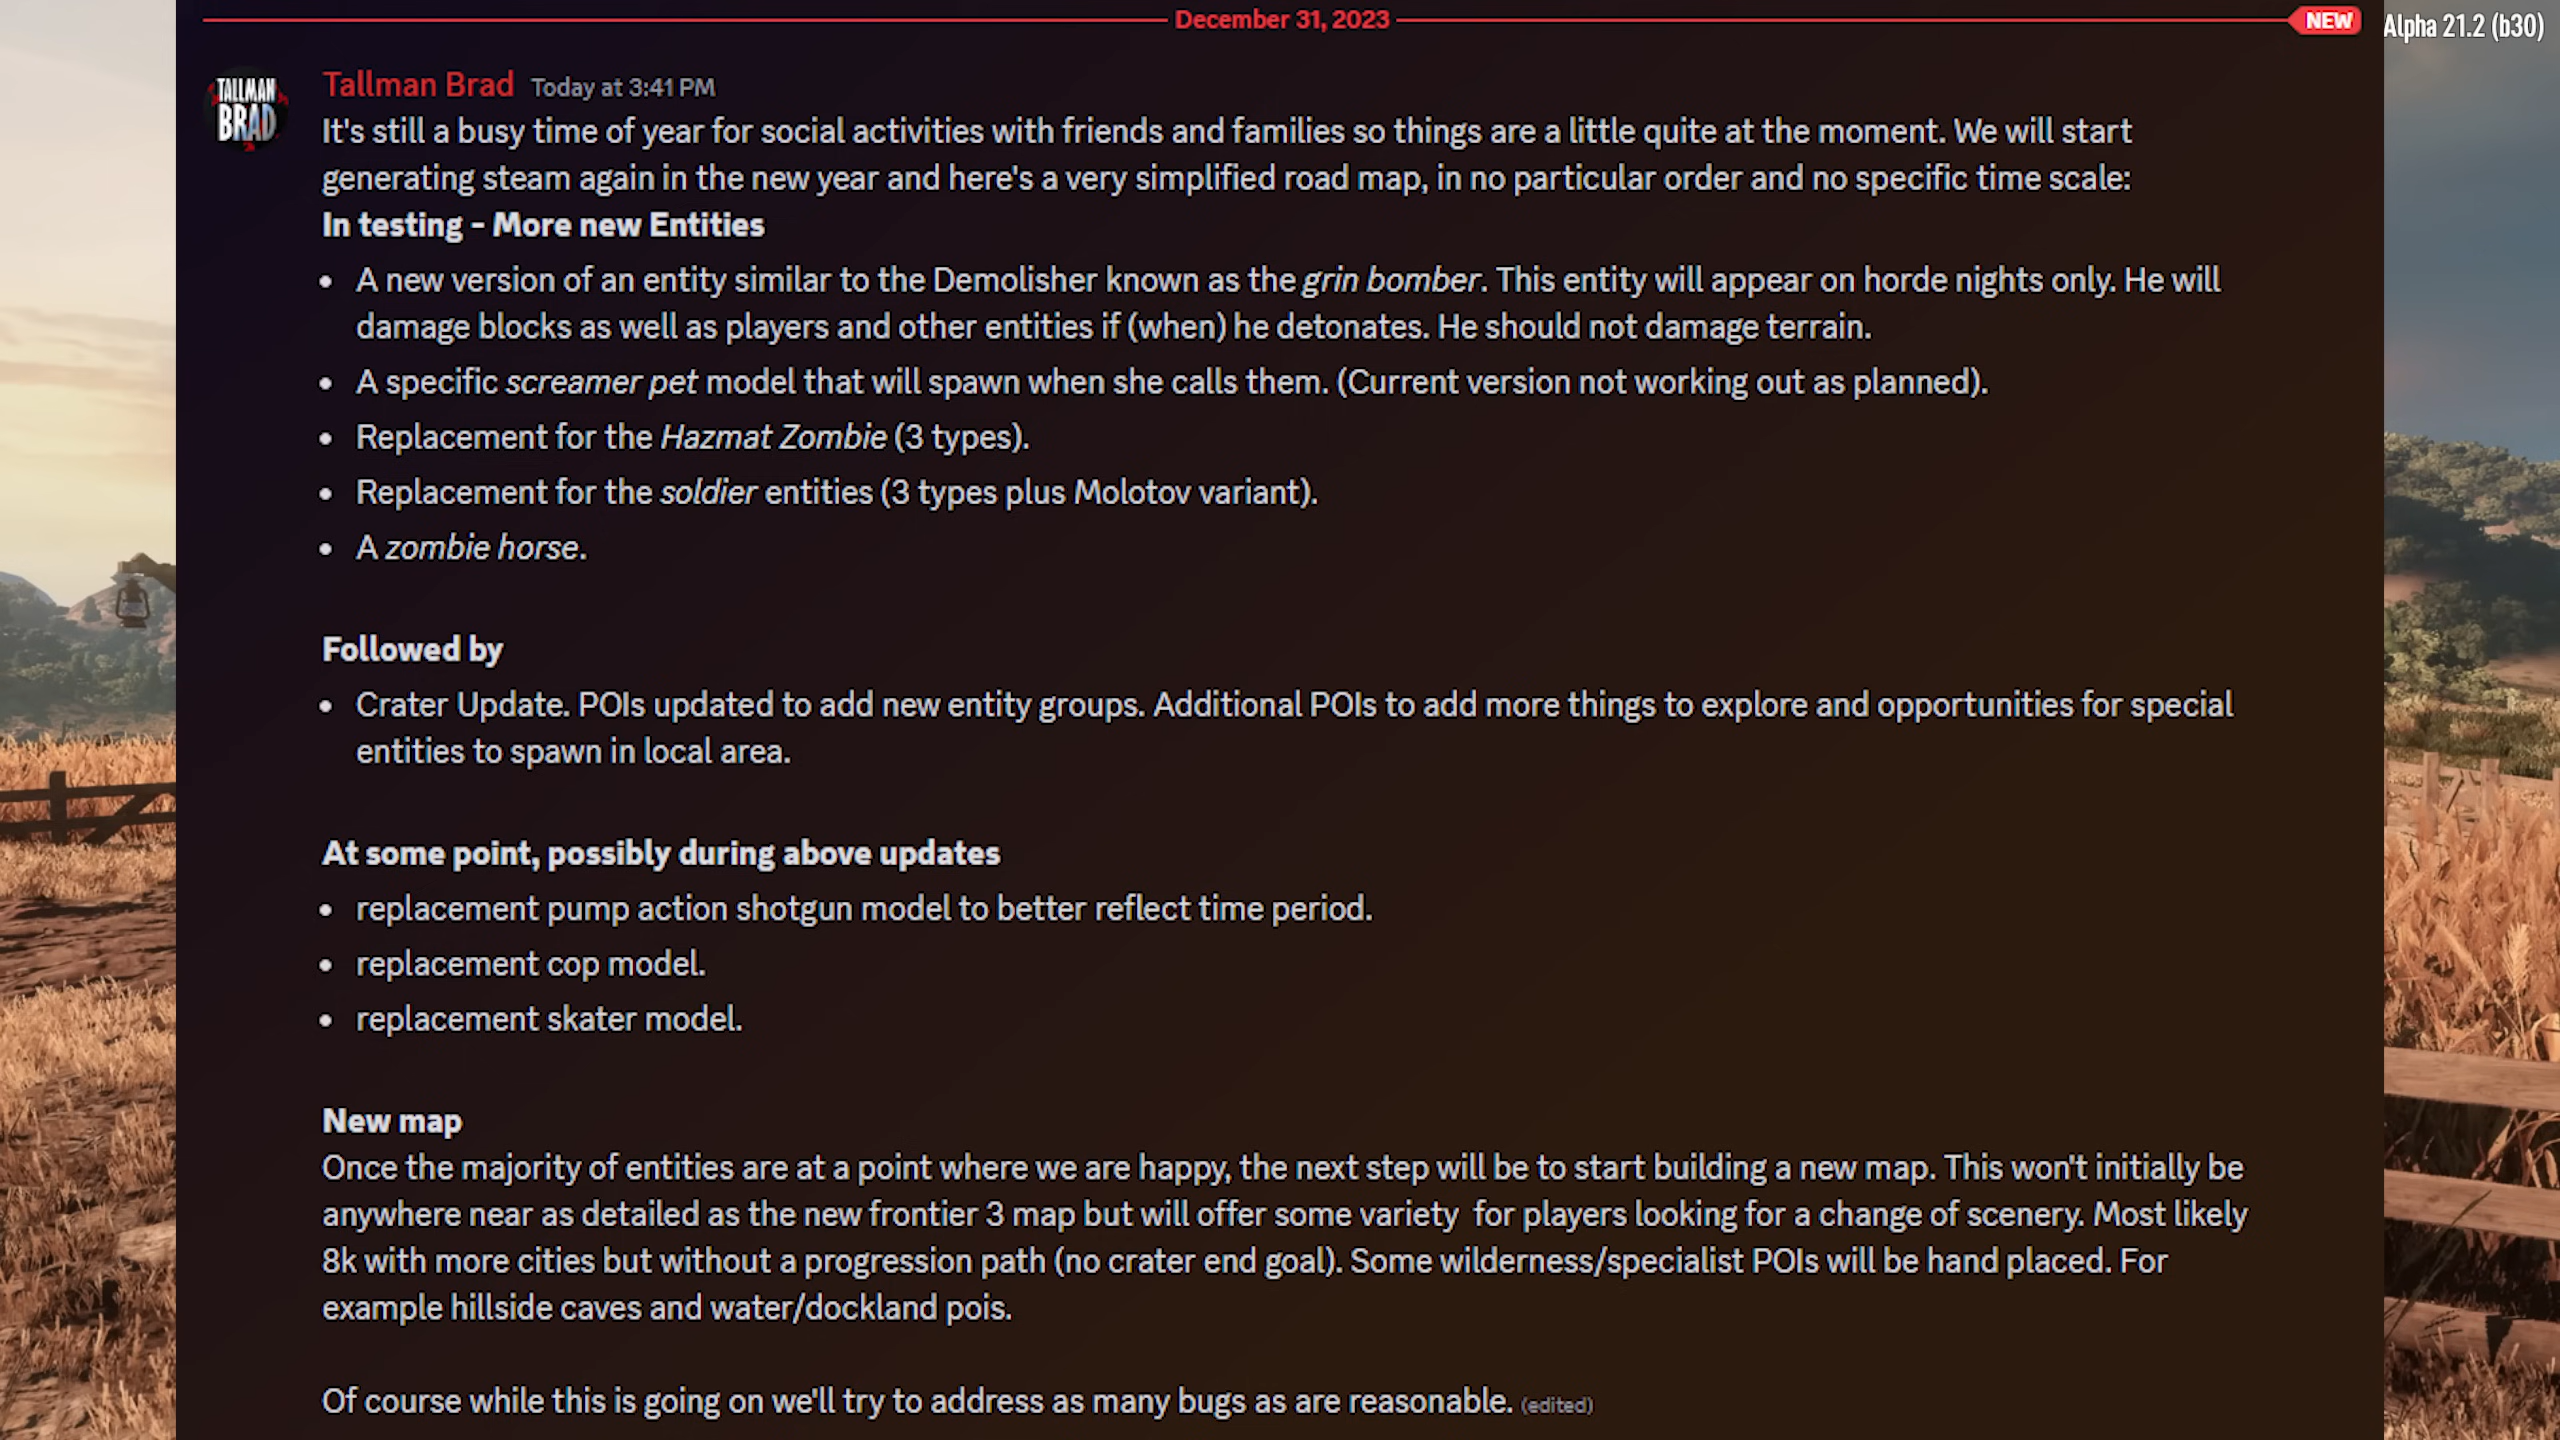 December 31, 2023
NEW
Alpha 21.2 (b30)
TALLMAN
BRAD
Tallman Brad Today at 3:41 PM
It's still a busy time of year for social activities with friends and families so things are a little quite at the moment. We will start
generating steam again in the new year and here's a very simplified road map, in no particular order and no specific time scale:
In testing - More new Entities
• A new version of an entity similar to the Demolisher known as the grin bomber. This entity will appear on horde nights only. He will
damage blocks as well as players and other entities if (when) he detonates. He should not damage terrain.
• A specific screamer pet model that will spawn when she calls them. (Current version not working out as planned).
• Replacement for the Hazmat Zombie (3 types).
• Replacement for the soldier entities (3 types plus Molotov variant).
• A zombie horse.
Followed by
• Crater Update. POIs updated to add new entity groups. Additional POIs to add more things to explore and opportunities for special
entities to spawn in local area.
At some point, possibly during above updates
• replacement pump action shotgun model to better reflect time period.
• replacement cop model.
• replacement skater model.
New map
Once the majority of entities are at a point where we are happy, the next step will be to start building a new map. This won't initially be
anywhere near as detailed as the new frontier 3 map but will offer some variety  for players looking for a change of scenery. Most likely
8k with more cities but without a progression path (no crater end goal). Some wilderness/specialist POIs will be hand placed. For
example hillside caves and water/dockland pois.
Of course while this is going on we'll try to address as many bugs as are reasonable. (edited)